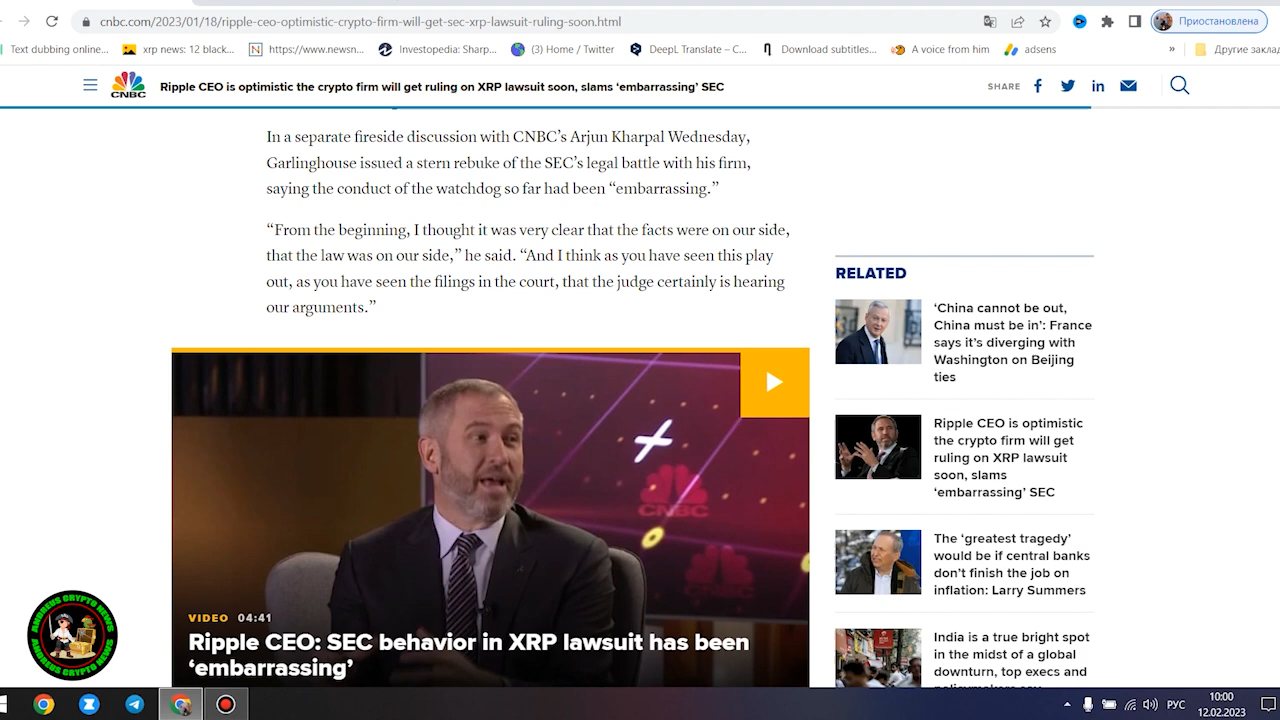 cnbc.com/2023/01/18/ripple-ceo-optimistic-crypto-firm-will-get-sec-xrp-lawsuit-ruling-soon.html
Приостановлена
Text dubbing online...
xrp news: 12 black...
https://www.newsn...
Investopedia: Sharp...
(3) Home / Twitter
DeepL Translate – C...
Download subtitles...
A voice from him
adsens
»
Другие закла
CNBC
Ripple CEO is optimistic the crypto firm will get ruling on XRP lawsuit soon, slams ‘embarrassing’ SEC
SHARE
In a separate fireside discussion with CNBC’s Arjun Kharpal Wednesday,
Garlinghouse issued a stern rebuke of the SEC’s legal battle with his firm,
saying the conduct of the watchdog so far had been “embarrassing.”
“From the beginning, I thought it was very clear that the facts were on our side,
that the law was on our side,” he said. “And I think as you have seen this play
out, as you have seen the filings in the court, that the judge certainly is hearing
our arguments.”
CNBC
VIDEO 04:41
Ripple CEO: SEC behavior in XRP lawsuit has been
‘embarrassing’
RELATED
‘China cannot be out,
China must be in’: France
says it’s diverging with
Washington on Beijing
ties
Ripple CEO is optimistic
the crypto firm will get
ruling on XRP lawsuit
soon, slams
‘embarrassing’ SEC
The ‘greatest tragedy’
would be if central banks
don’t finish the job on
inflation: Larry Summers
India is a true bright spot
in the midst of a global
downturn, top execs and
ANDREUS CRYPTO NEWS
ANDREUS CRYPTO NEWS
РУС
10:00
12.02.2023